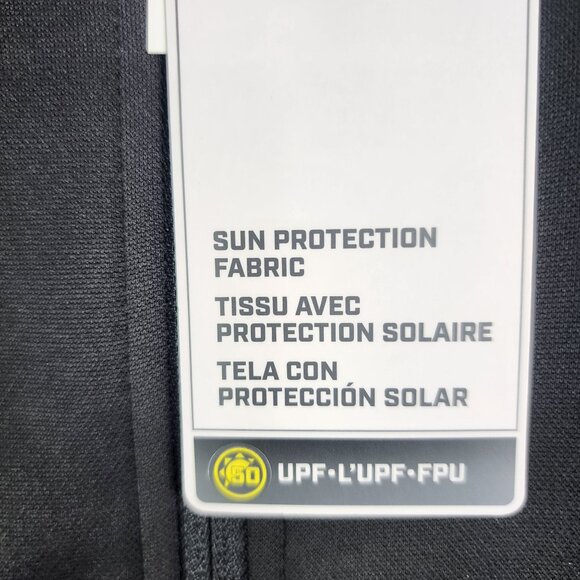 SUN PROTECTION
FABRIC
TISSU AVEC
PROTECTION SOLAIRE
TELA CON
PROTECCIÓN SOLAR
50 UPF•L'UPF•FPU